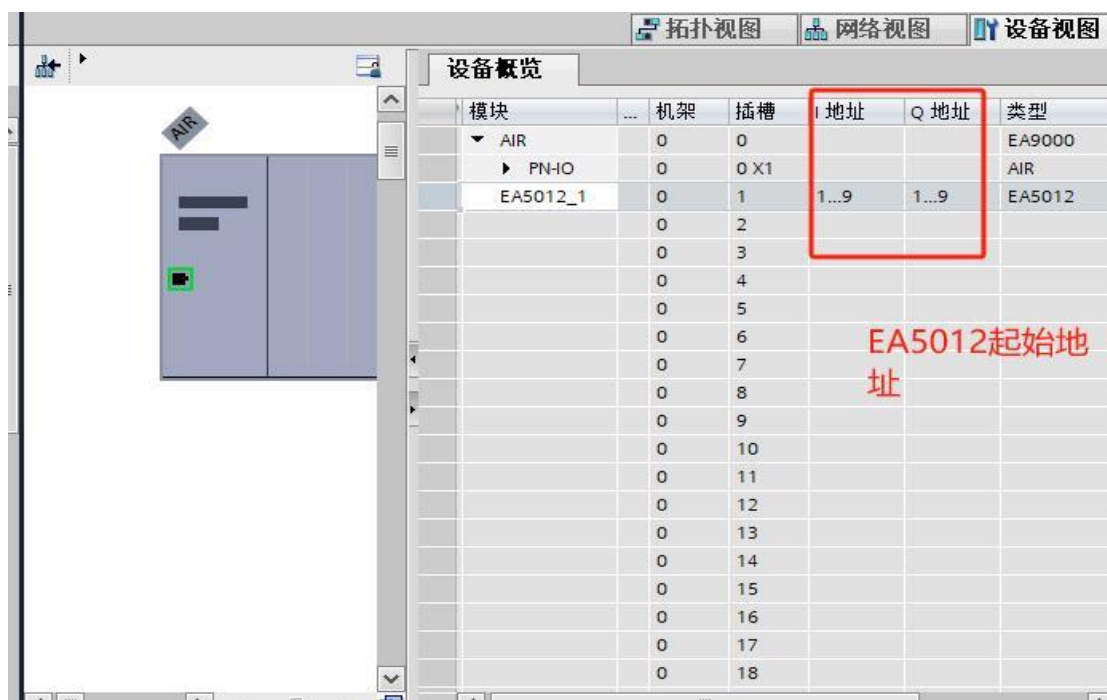 拓扑视图 网络视图 设备视图
设备概览
模块 ... 机架 插槽 I 地址 Q 地址 类型
AIR
AIR 0 0 EA9000
PN-IO 0 0 X1 AIR
EA5012_1 0 1 1...9 1...9 EA5012
0 2
0 3
0 4
0 5
0 6
0 7
0 8
0 9
0 10
0 11
0 12
0 13
0 14
0 15
0 16
0 17
0 18
EA5012起始地
址